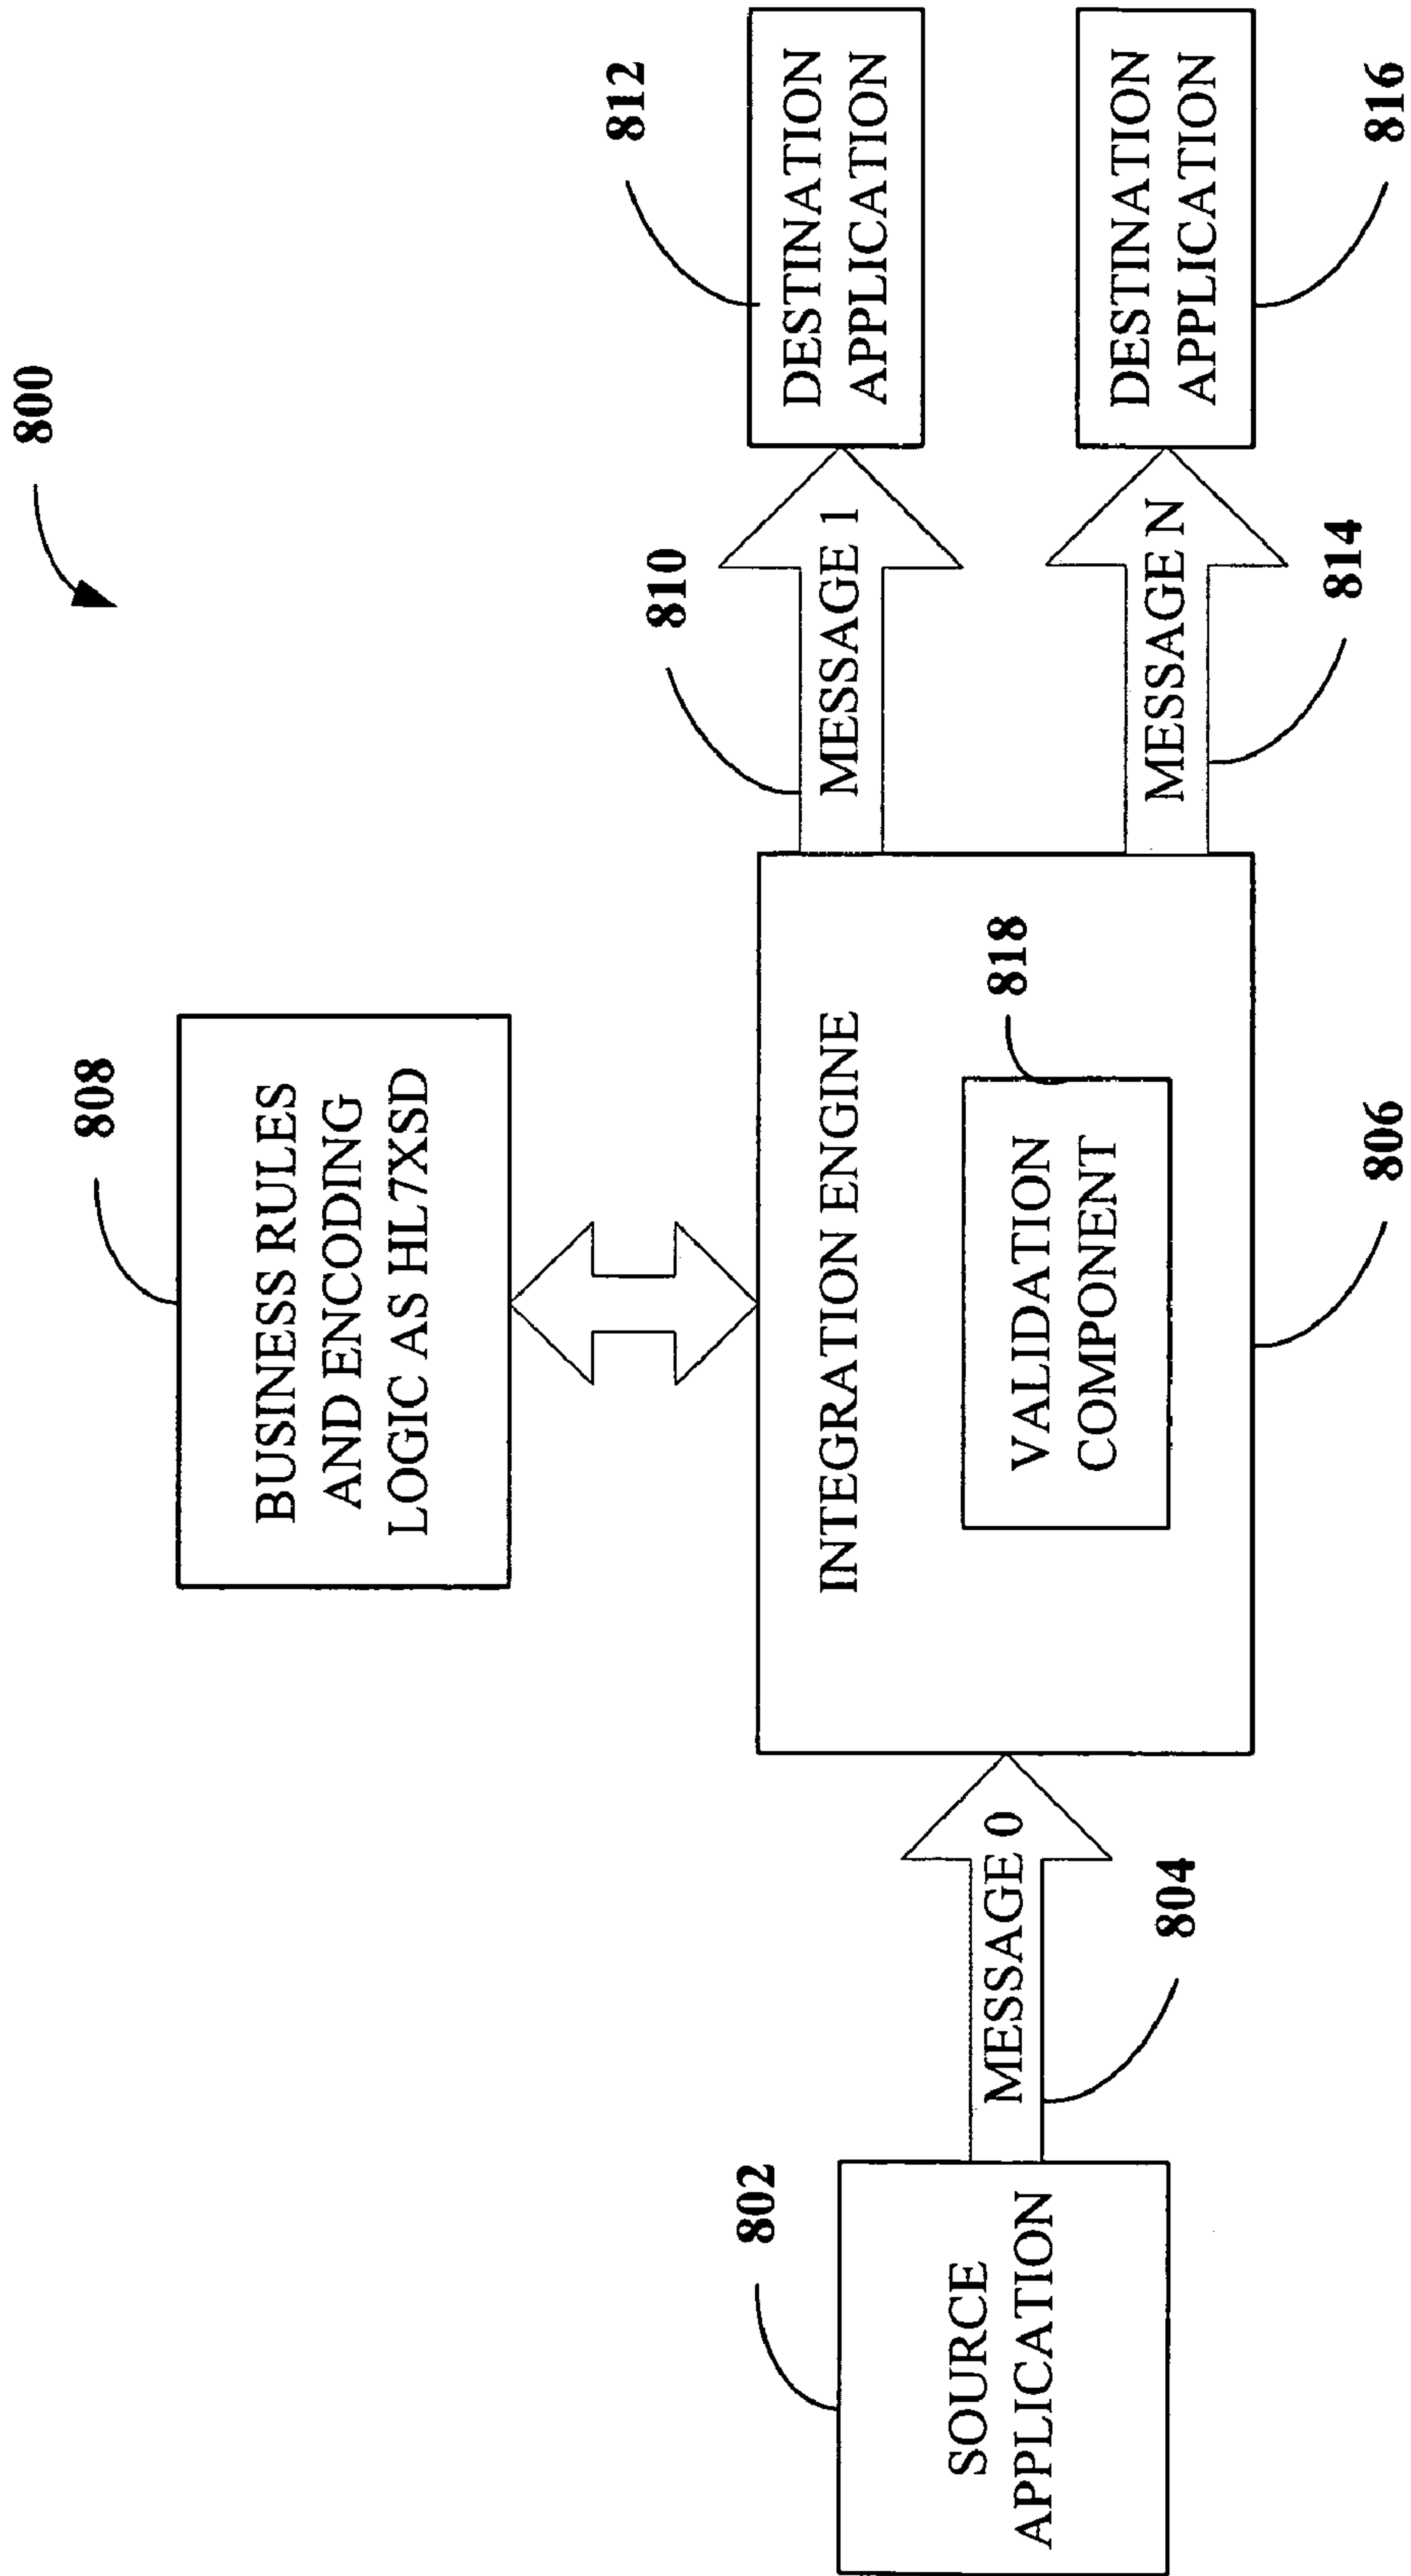 800
808
BUSINESS RULES
AND ENCODING
LOGIC AS HL7XSD
802
SOURCE
APPLICATION
MESSAGE 0
804
INTEGRATION ENGINE
818
VALIDATION
COMPONENT
806
810
MESSAGE 1
812
DESTINATION
APPLICATION
MESSAGE N
814
DESTINATION
APPLICATION
816